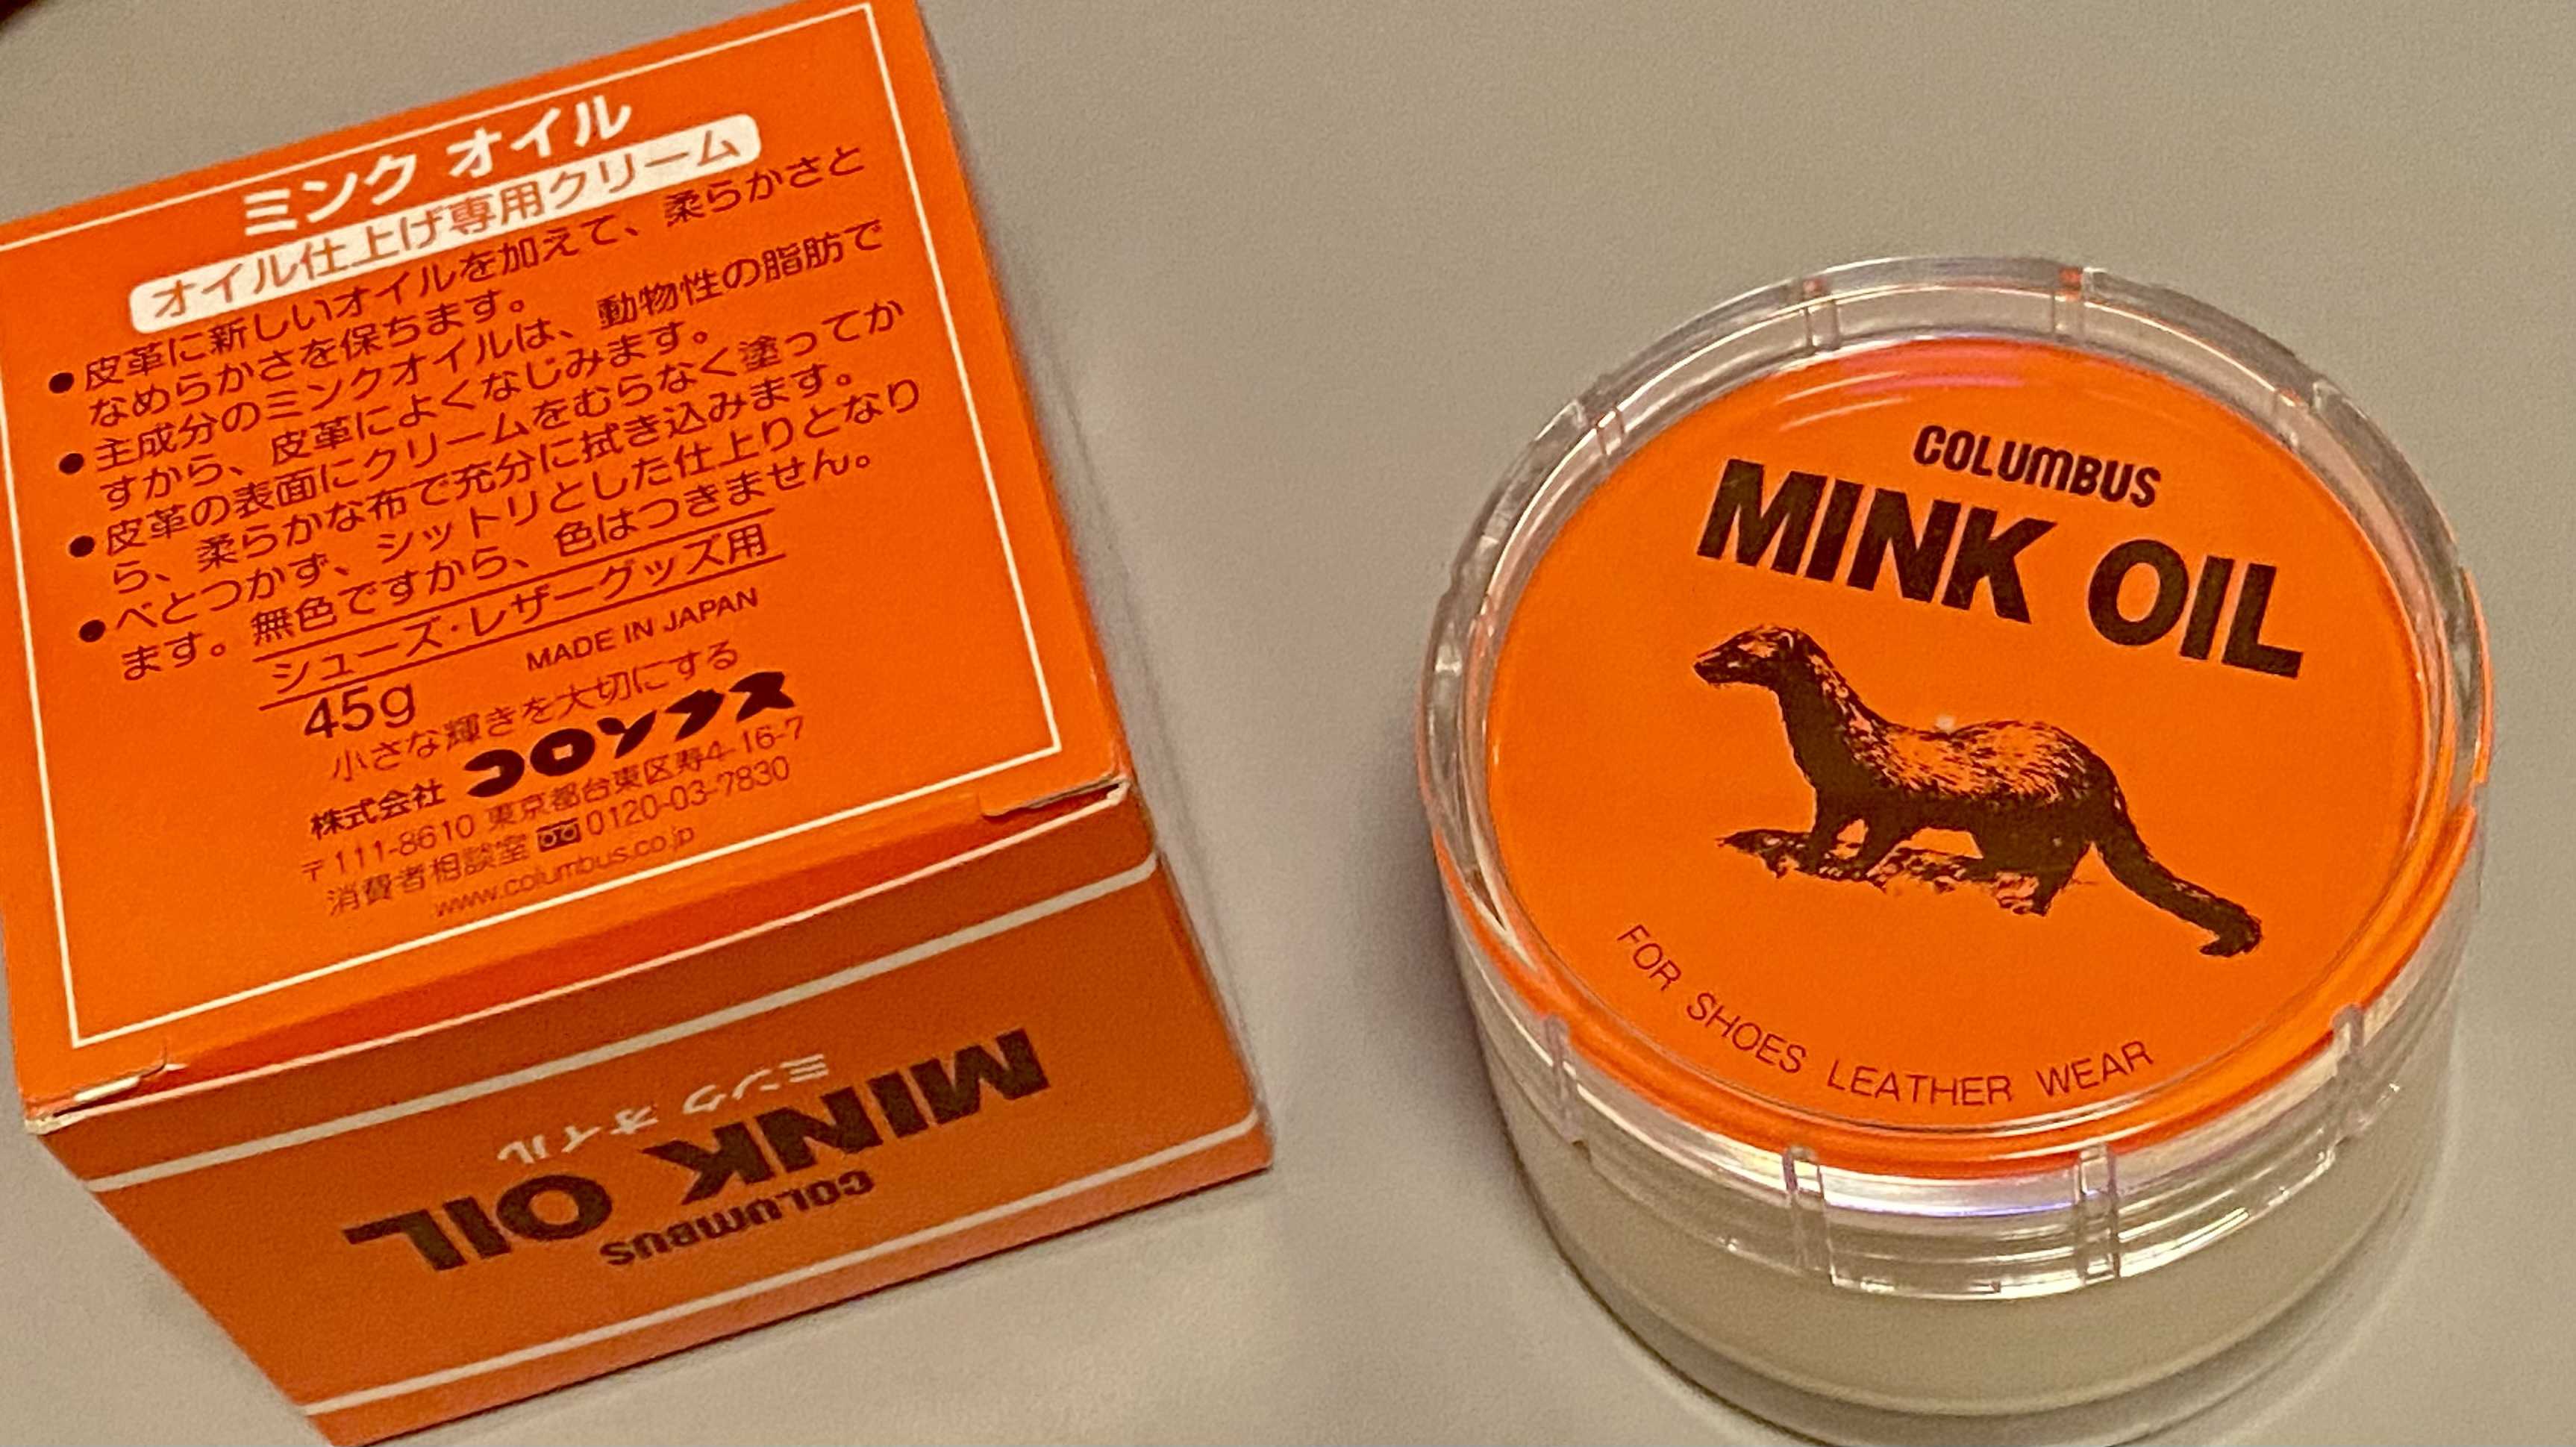 ミンク オイル
オイル仕上げ専用クリーム
●皮革に新しいオイルを加えて、柔らかさと
なめらかさを保ちます。
●主成分のミンクオイルは、動物性の脂肪で
すから、皮革によくなじみます。
●皮革の表面にクリームをむらなく塗ってか
ら、柔らかな布で充分に拭き込みます。
●べとつかず、シットリとした仕上りとなり
ます。無色ですから、色はつきません。
シューズ・レザーグッズ用
45g
MADE IN JAPAN
小さな輝きを大切にする
株式会社 コロンブス
〒111-8610 東京都台東区寿4-16-7
消費者相談室 0120-03-7830
www.columbus.co.jp
COLUMBUS
MINK OIL
ミンク オイル
COLUMBUS
MINK OIL
FOR SHOES LEATHER WEAR